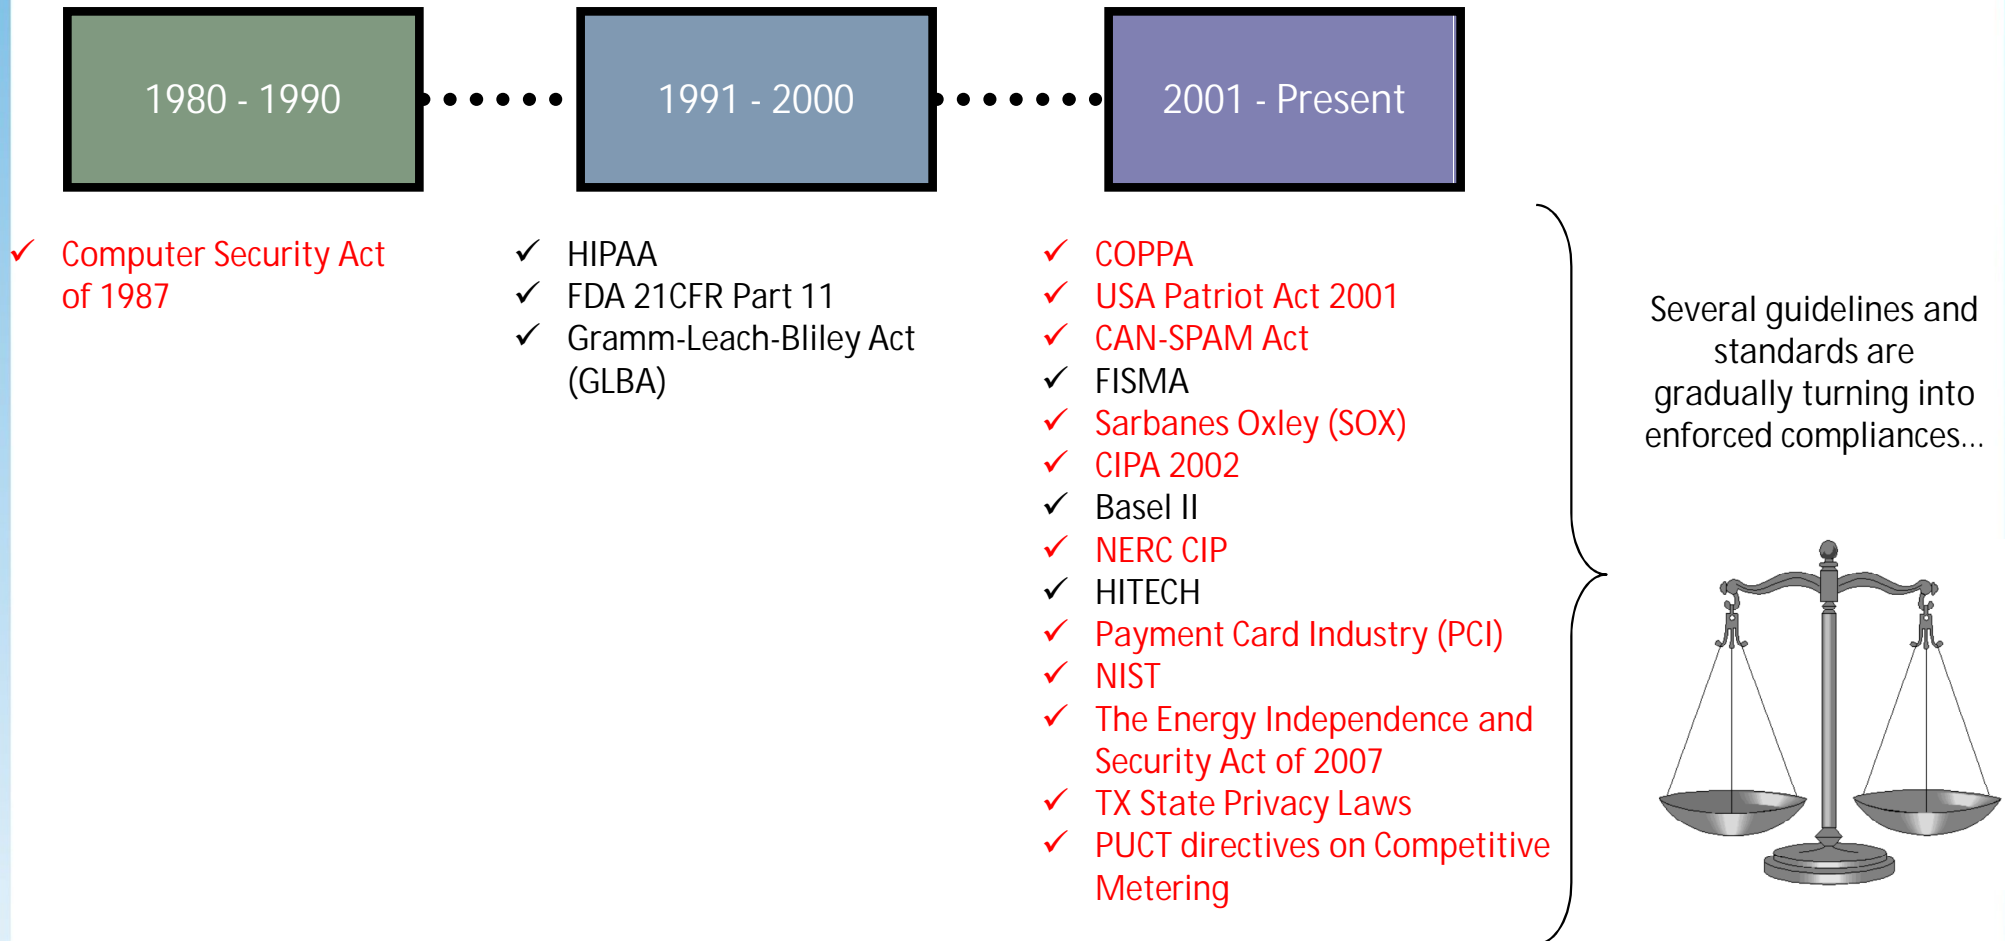 1980 - 1990
1991 - 2000
2001 - Present
✓ Computer Security Act
of 1987
✓ HIPAA
✓ FDA 21CFR Part 11
✓ Gramm-Leach-Bliley Act
(GLBA)
✓ COPPA
✓ USA Patriot Act 2001
✓ CAN-SPAM Act
✓ FISMA
✓ Sarbanes Oxley (SOX)
✓ CIPA 2002
✓ Basel II
✓ NERC CIP
✓ HITECH
✓ Payment Card Industry (PCI)
✓ NIST
✓ The Energy Independence and
Security Act of 2007
✓ TX State Privacy Laws
✓ PUCT directives on Competitive
Metering
Several guidelines and
standards are
gradually turning into
enforced compliances...